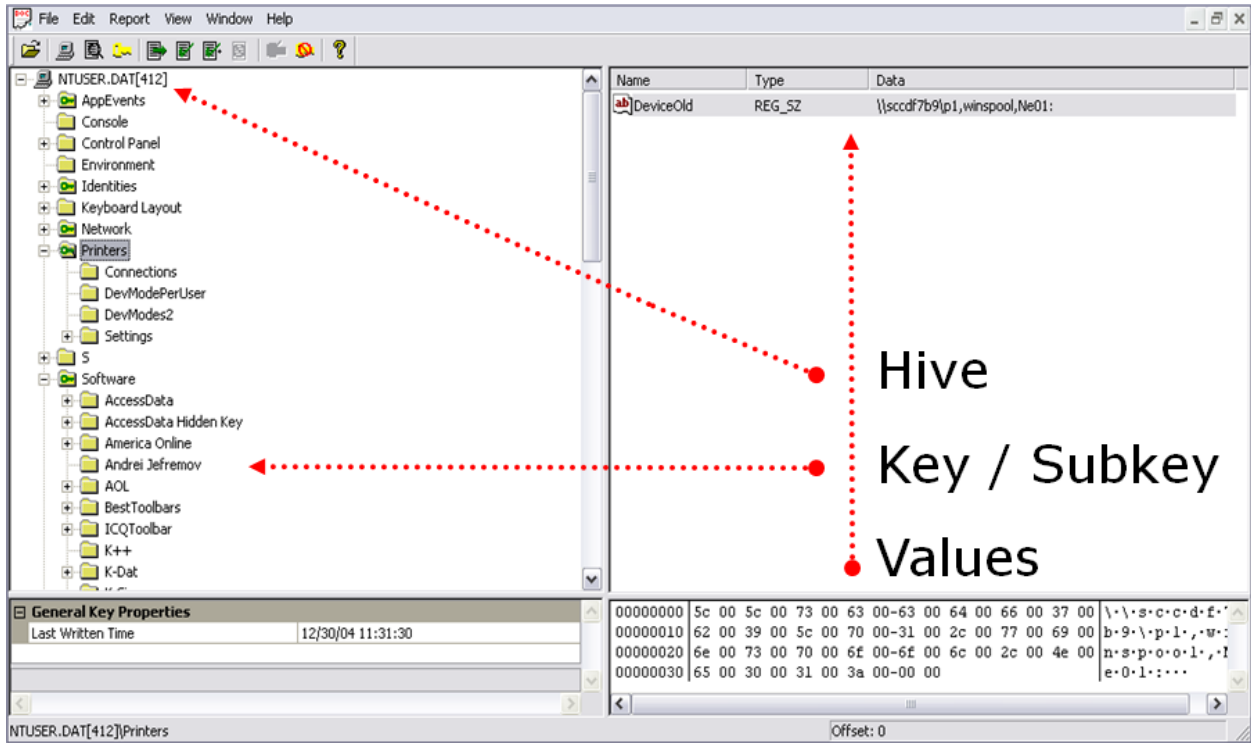 File Edit Report View Window Help
NTUSER.DAT[412]
AppEvents
Console
Control Panel
Environment
Identities
Keyboard Layout
Network
Printers
Connections
DevModePerUser
DevModes2
Settings
S
Software
AccessData
AccessData Hidden Key
America Online
Andrei Jefremov
AOL
BestToolbars
ICQToolbar
K++
K-Dat
Name Type Data
DeviceOld REG_SZ \\sccdf7b9\p1,winspool,Ne01:
Hive
Key / Subkey
Values
General Key Properties
Last Written Time 12/30/04 11:31:30
00000000 5c 00 5c 00 73 00 63 00-63 00 64 00 66 00 37 00 \·\·s·c·c·d·f·
00000010 62 00 39 00 5c 00 70 00-31 00 2c 00 77 00 69 00 b·9·\·p·1·,·w·
00000020 6e 00 73 00 70 00 6f 00-6f 00 6c 00 2c 00 4e 00 n·s·p·o·o·l·,·
00000030 65 00 30 00 31 00 3a 00-00 00 e·0·1·:···
NTUSER.DAT[412]\Printers Offset: 0